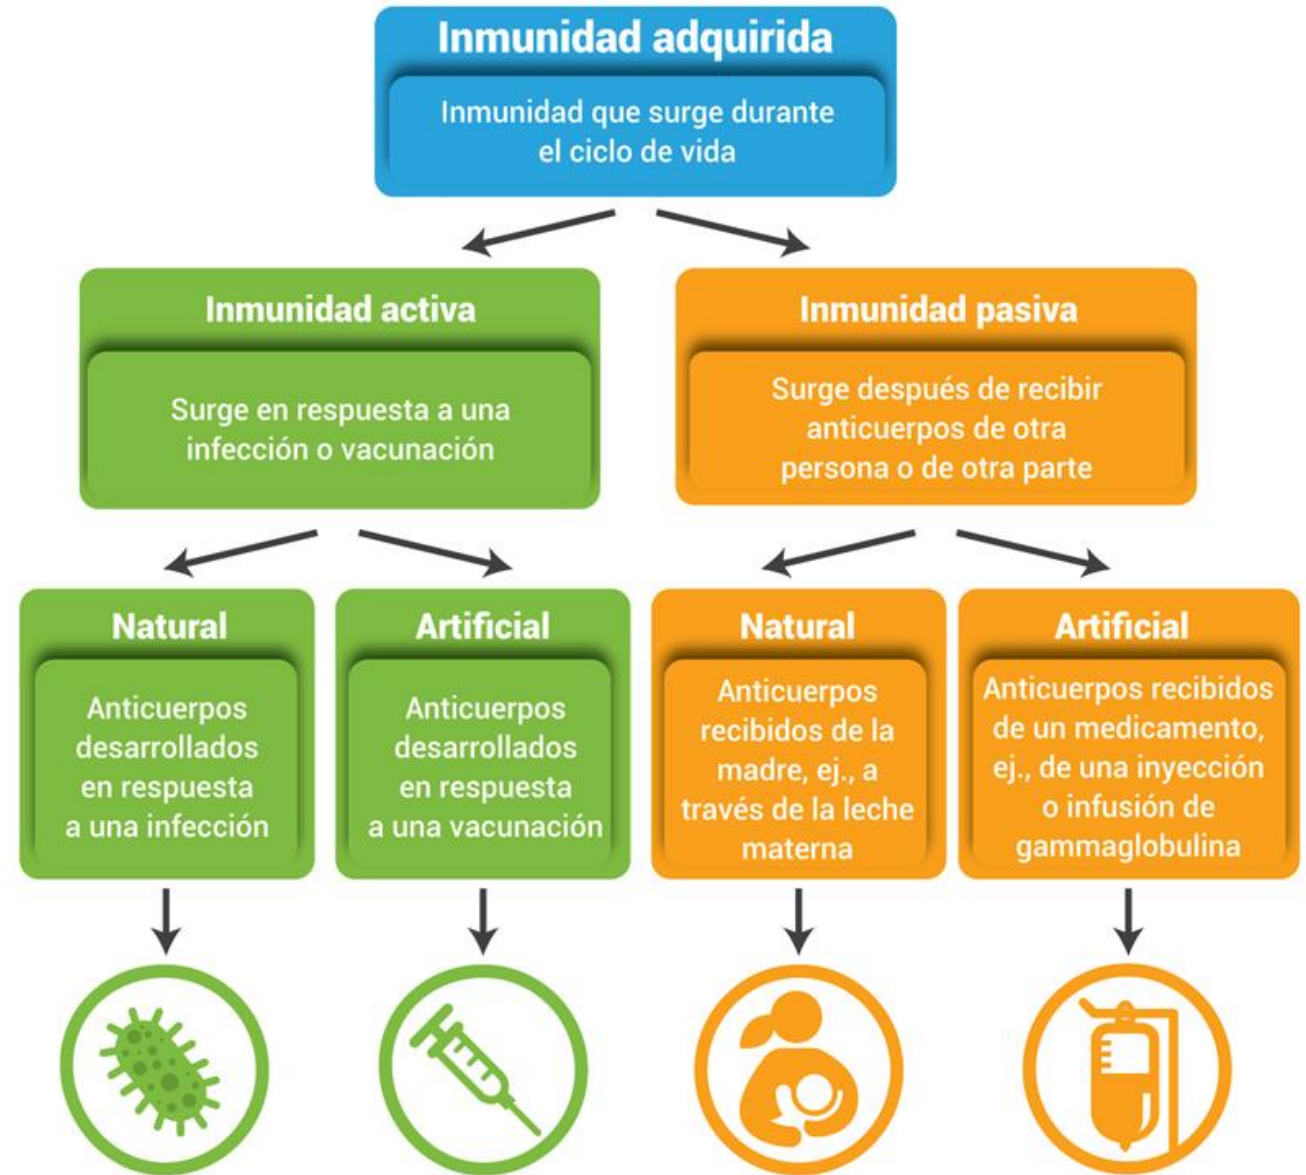 Inmunidad adquirida
Inmunidad que surge durante
el ciclo de vida
Inmunidad activa
Surge en respuesta a una
infección o vacunación
Inmunidad pasiva
Surge después de recibir
anticuerpos de otra
persona o de otra parte
Natural
Anticuerpos
desarrollados
en respuesta
a una infección
Artificial
Anticuerpos
desarrollados
en respuesta
a una vacunación
Natural
Anticuerpos
recibidos de la
madre, ej., a
través de la leche
materna
Artificial
Anticuerpos recibidos
de un medicamento,
ej., de una inyección
o infusión de
gammaglobulina